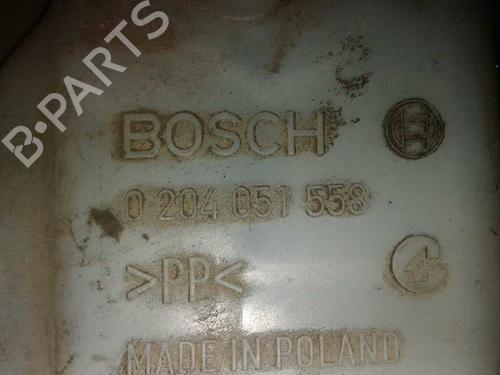 B-PARTS
BOSCH
0 204 051 558
>PP<
MADE IN POLAND